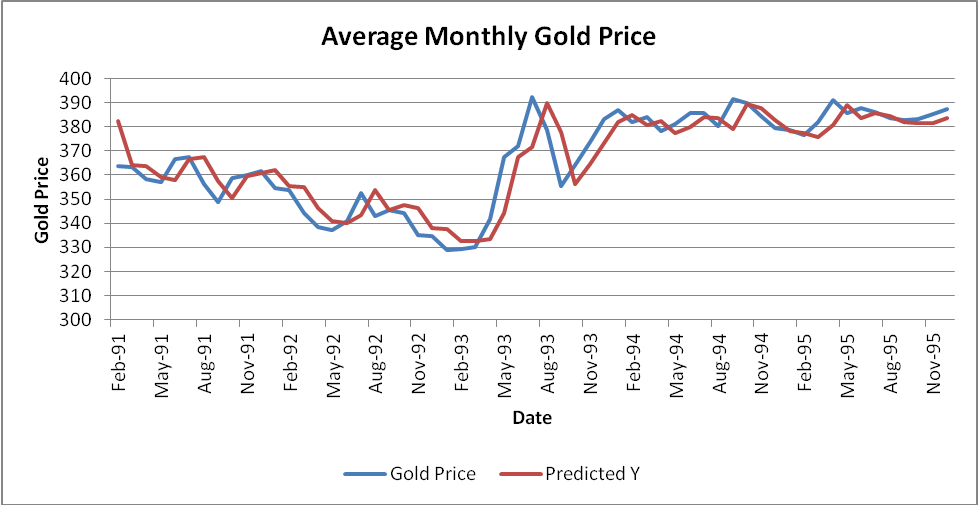 Average Monthly Gold Price
Gold Price
400
390
380
370
360
350
340
330
320
310
300
Feb-91
May-91
Aug-91
Nov-91
Feb-92
May-92
Aug-92
Nov-92
Feb-93
May-93
Aug-93
Nov-93
Feb-94
May-94
Aug-94
Nov-94
Feb-95
May-95
Aug-95
Nov-95
Date
Gold Price
Predicted Y